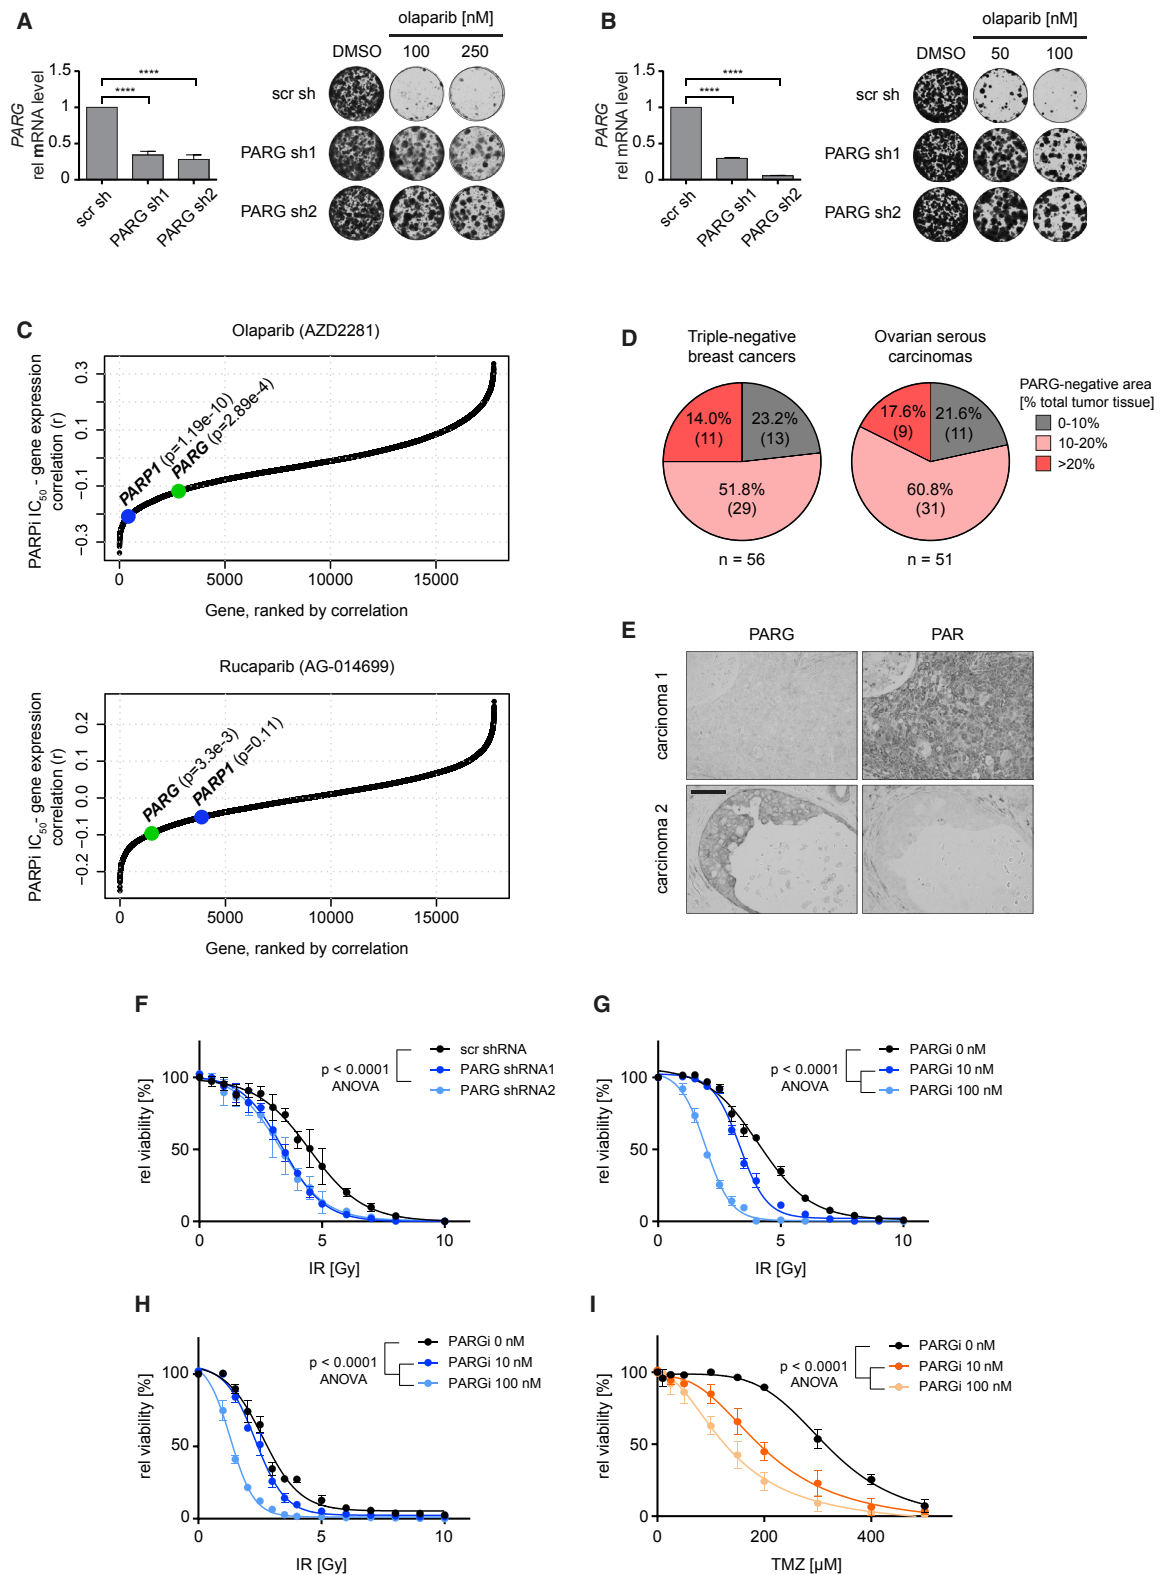 A
olaparib [nM]
DMSO 100 250
1.5
1
0.5
0
PARG
rel mRNA level
****
****
scr sh
PARG sh1
PARG sh2
scr sh
PARG sh1
PARG sh2
B
olaparib [nM]
DMSO 50 100
1.5
1
0.5
0
PARG
rel mRNA level
****
****
scr sh
PARG sh1
PARG sh2
scr sh
PARG sh1
PARG sh2
C
Olaparib (AZD2281)
PARPi IC50 - gene expression
correlation (r)
0.3
0.1
−0.1
−0.3
PARP1 (p=1.19e-10)
PARG (p=2.89e-4)
0 5000 10000 15000
Gene, ranked by correlation
Rucaparib (AG-014699)
PARPi IC50- gene expression
correlation (r)
0.2
0.1
0.0
−0.1
−0.2
PARG (p=3.3e-3)
PARP1 (p=0.11)
0 5000 10000 15000
Gene, ranked by correlation
D
Triple-negative
breast cancers
14.0%
(11)
23.2%
(13)
51.8%
(29)
n = 56
Ovarian serous
carcinomas
17.6%
(9)
21.6%
(11)
60.8%
(31)
n = 51
PARG-negative area
[% total tumor tissue]
0-10%
10-20%
>20%
E
PARG PAR
carcinoma 1
carcinoma 2
F
rel viability [%]
100
50
0
p < 0.0001
ANOVA
scr shRNA
PARG shRNA1
PARG shRNA2
0 5 10
IR [Gy]
G
rel viability [%]
100
50
0
p < 0.0001
ANOVA
PARGi 0 nM
PARGi 10 nM
PARGi 100 nM
0 5 10
IR [Gy]
H
rel viability [%]
100
50
0
p < 0.0001
ANOVA
PARGi 0 nM
PARGi 10 nM
PARGi 100 nM
0 5 10
IR [Gy]
I
rel viability [%]
100
50
0
p < 0.0001
ANOVA
PARGi 0 nM
PARGi 10 nM
PARGi 100 nM
0 200 400
TMZ [µM]